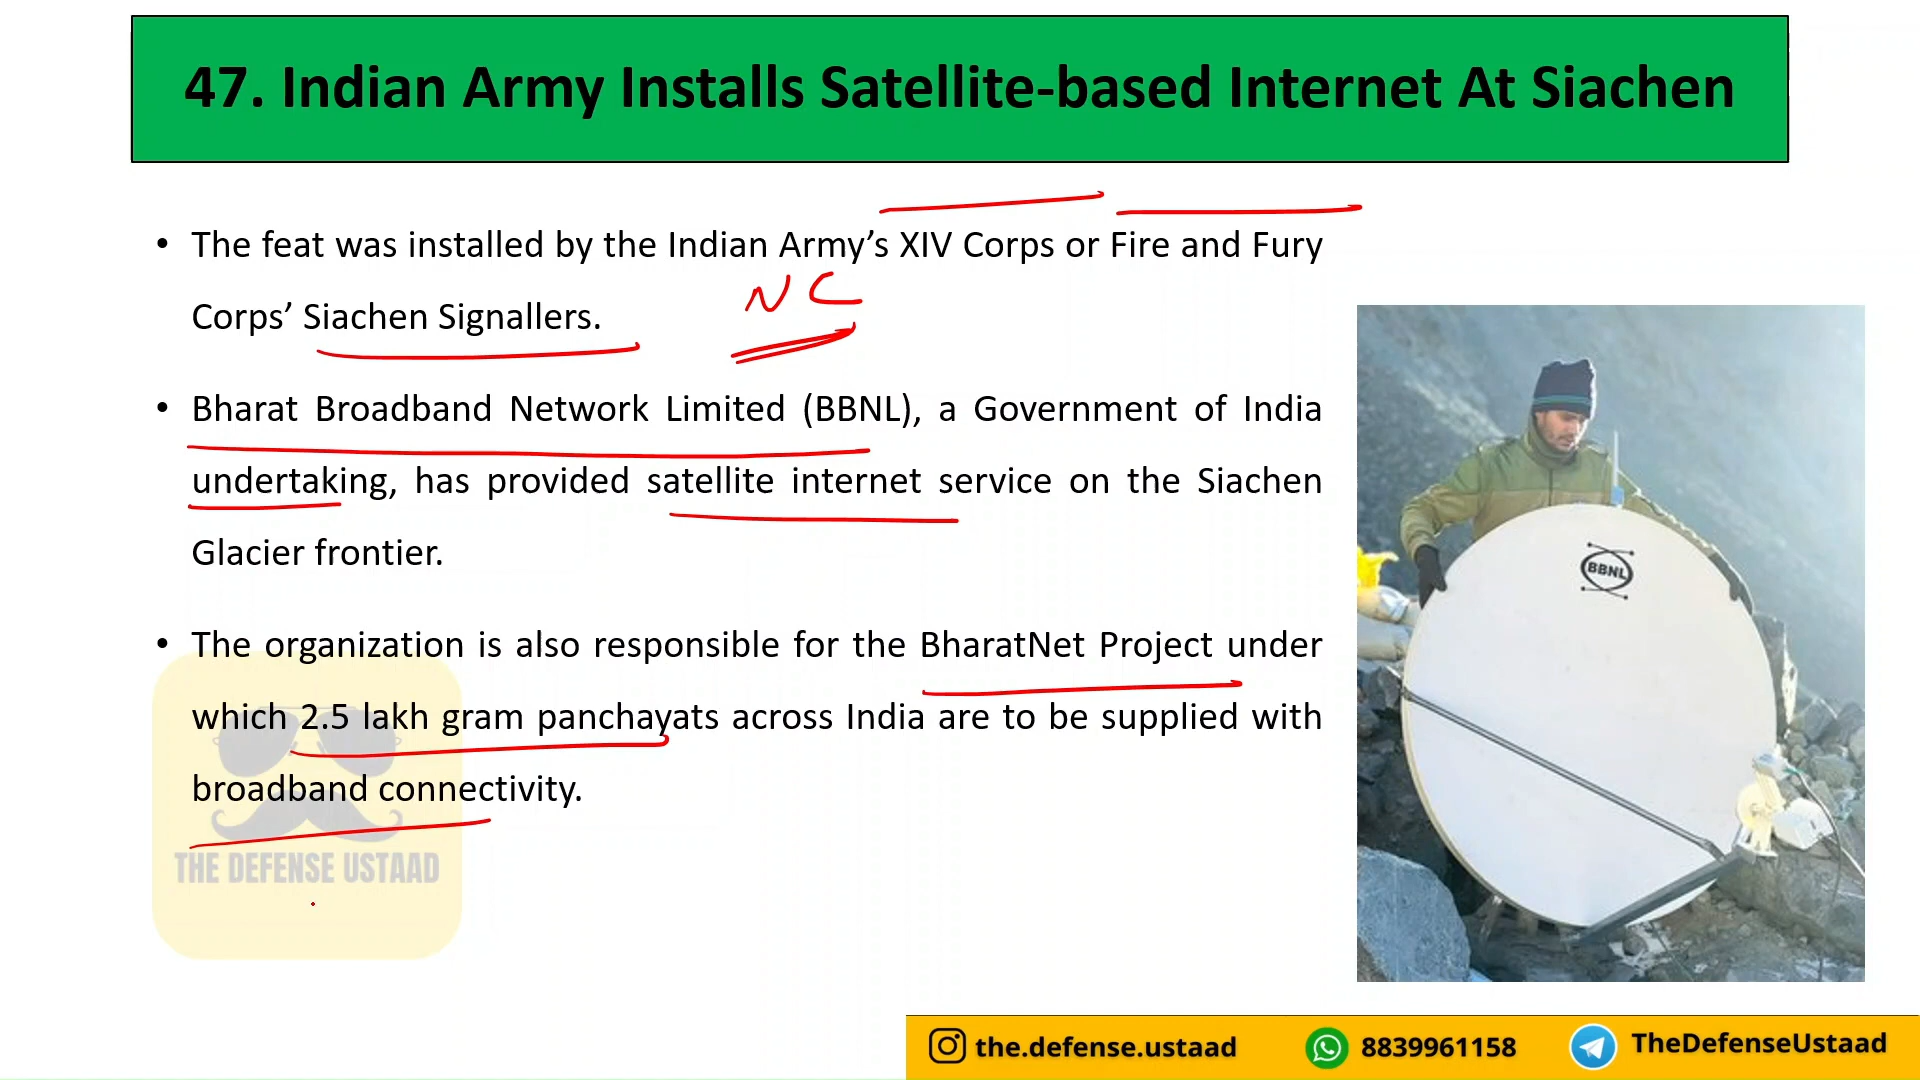 47. Indian Army Installs Satellite-based Internet At Siachen
• The feat was installed by the Indian Army’s XIV Corps or Fire and Fury
Corps’ Siachen Signallers.
NC
• Bharat Broadband Network Limited (BBNL), a Government of India
undertaking, has provided satellite internet service on the Siachen
Glacier frontier.
BBNL
• The organization is also responsible for the BharatNet Project under
which 2.5 lakh gram panchayats across India are to be supplied with
broadband connectivity.
THE DEFENSE USTAAD
the.defense.ustaad 8839961158 TheDefenseUstaad